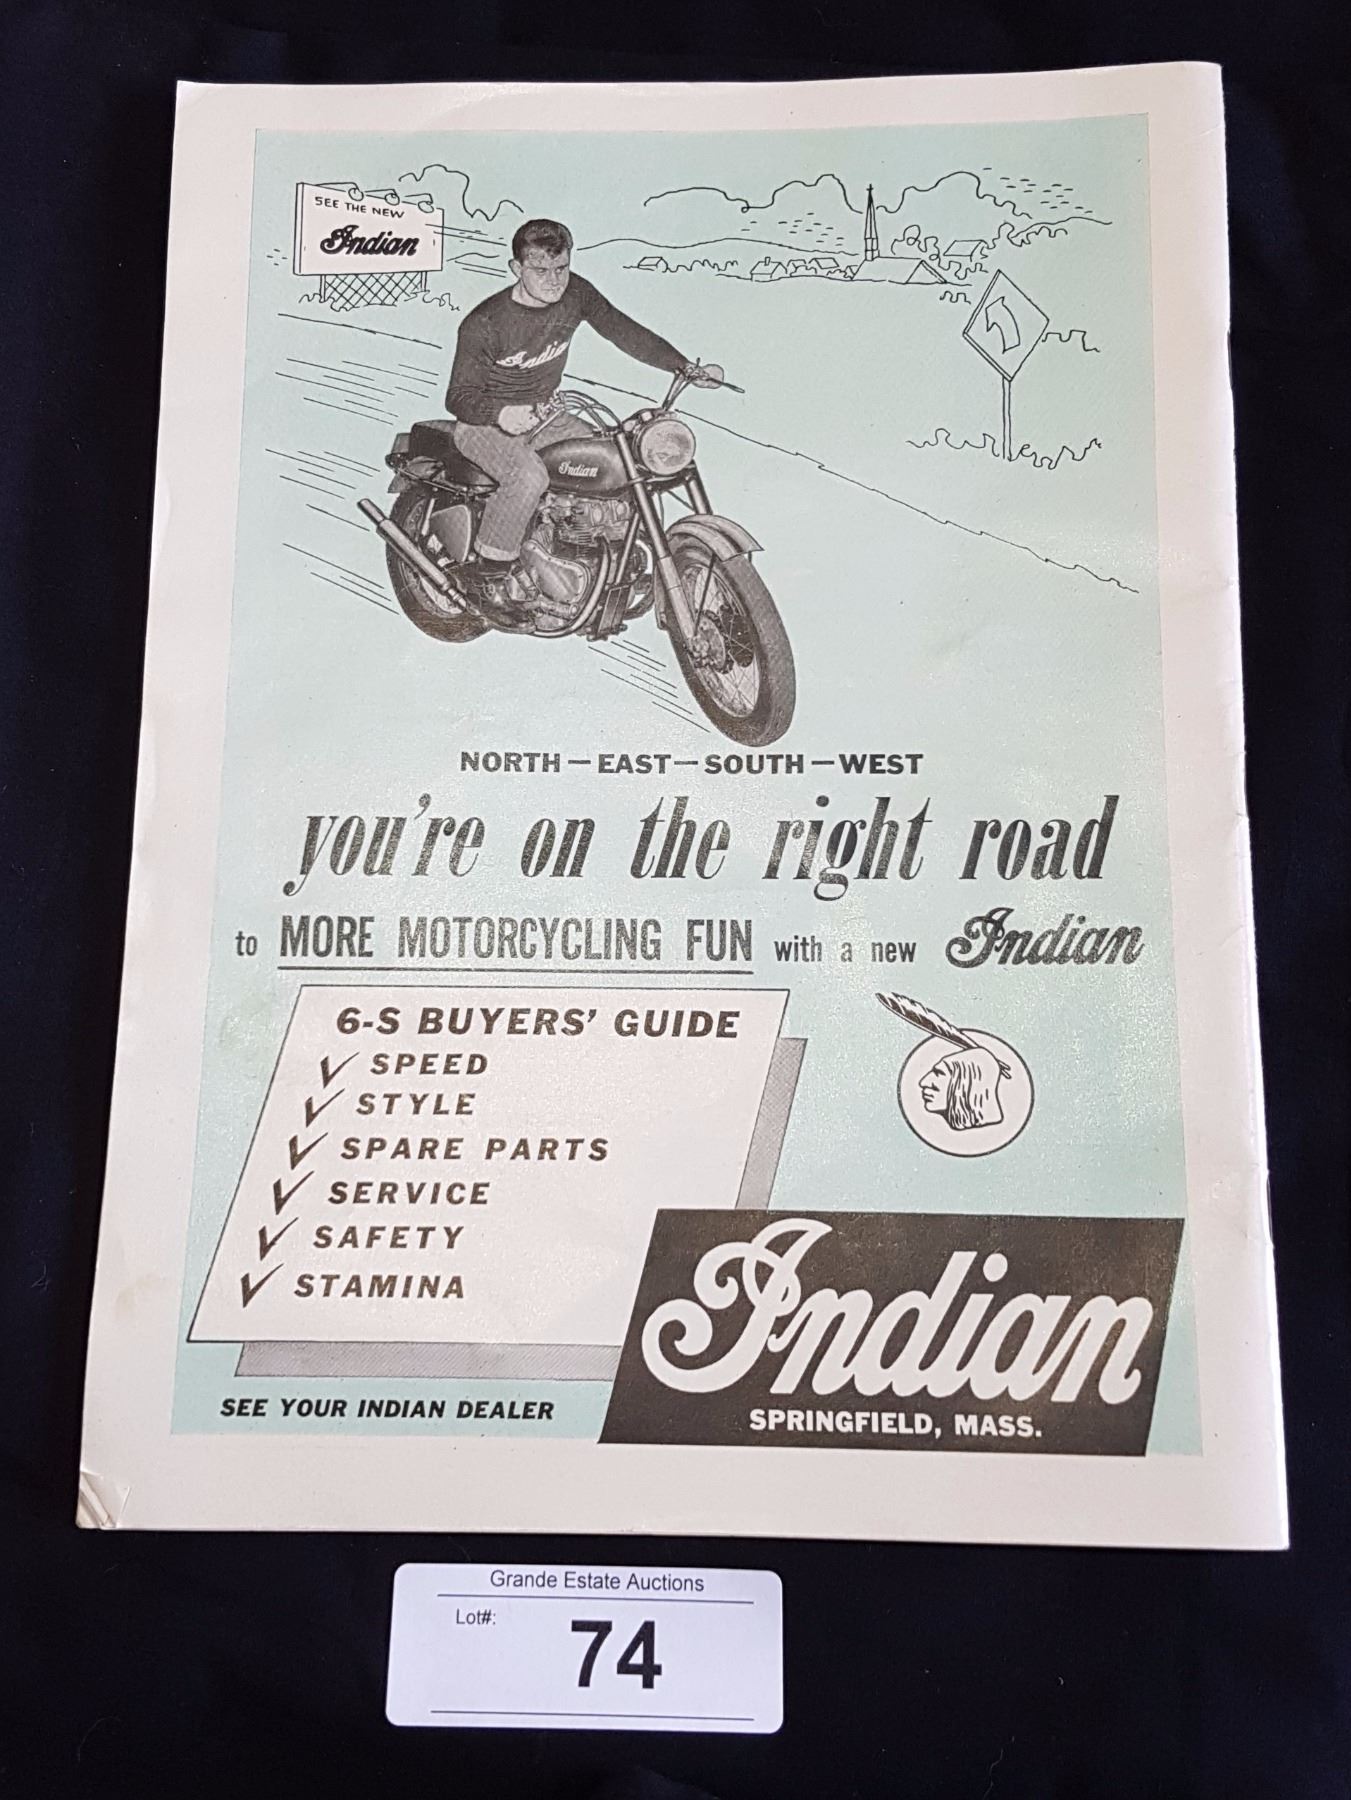 SEE THE NEW
Indian
Indian
Indian
NORTH—EAST—SOUTH—WEST
you're on the right road
to MORE MOTORCYCLING FUN with a new Indian
6-S BUYERS' GUIDE
✓ SPEED
✓ STYLE
✓ SPARE PARTS
✓ SERVICE
✓ SAFETY
✓ STAMINA
SEE YOUR INDIAN DEALER
Indian
SPRINGFIELD, MASS.
Grande Estate Auctions
Lot#:
74